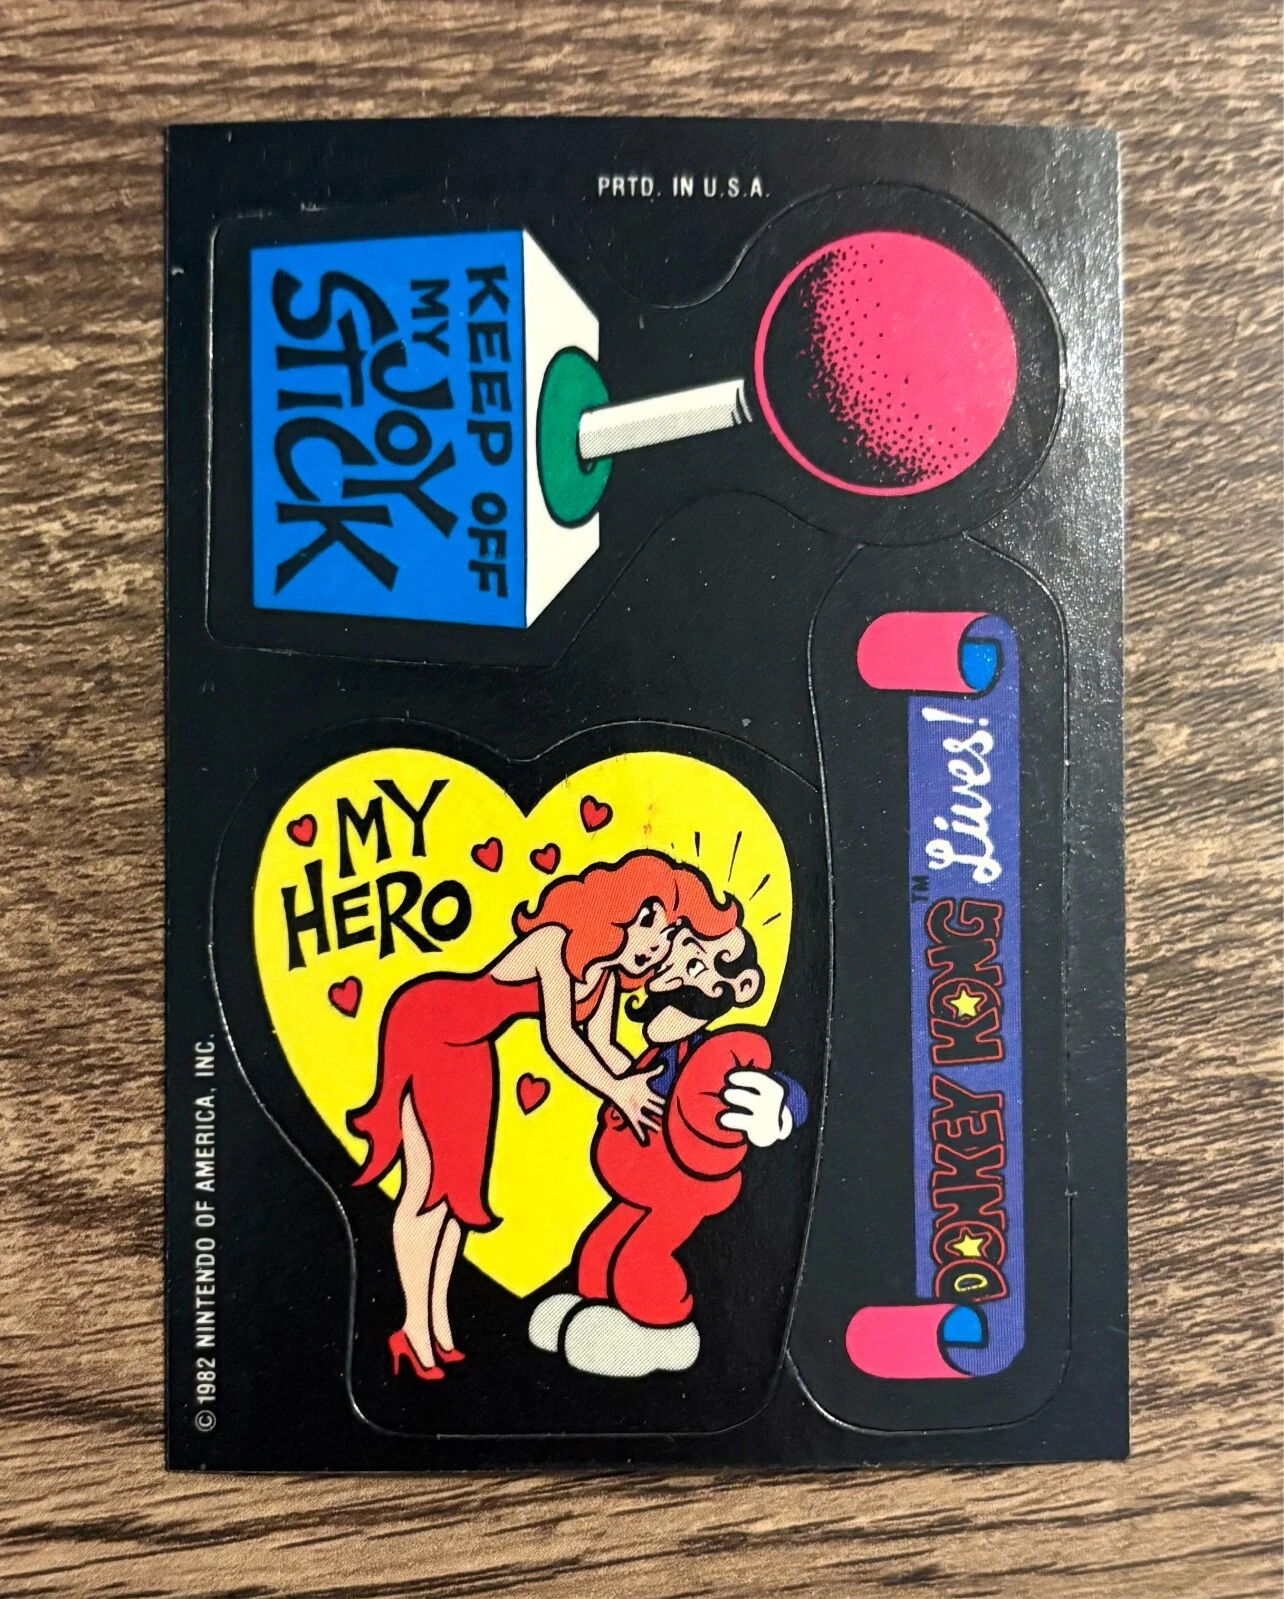 PRTD. IN U.S.A.
KEEP OFF
MY
JOY
STICK
MY
HERO
DONKEY KONG™ Lives!
© 1982 NINTENDO OF AMERICA, INC.